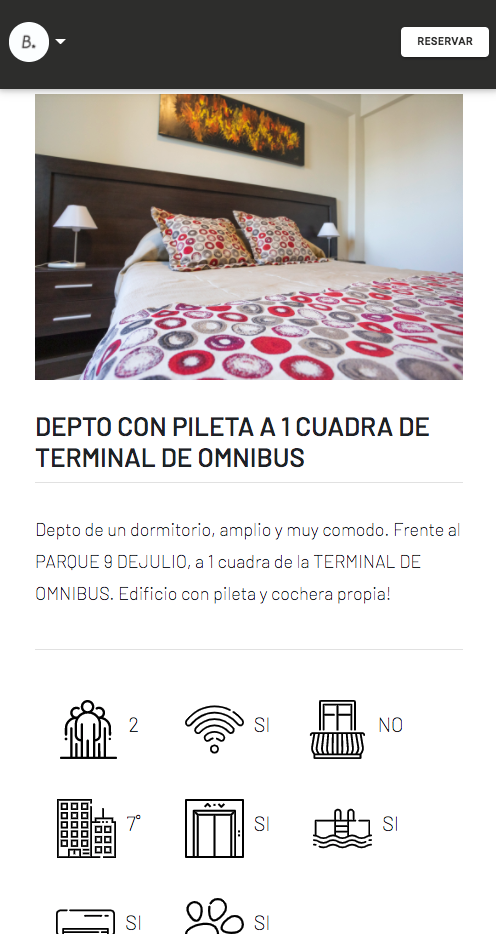 B.
RESERVAR
DEPTO CON PILETA A 1 CUADRA DE
TERMINAL DE OMNIBUS
Depto de un dormitorio, amplio y muy comodo. Frente al
PARQUE 9 DEJULIO, a 1 cuadra de la TERMINAL DE
OMNIBUS. Edificio con pileta y cochera propia!
2
SI
NO
7°
SI
SI
SI
SI